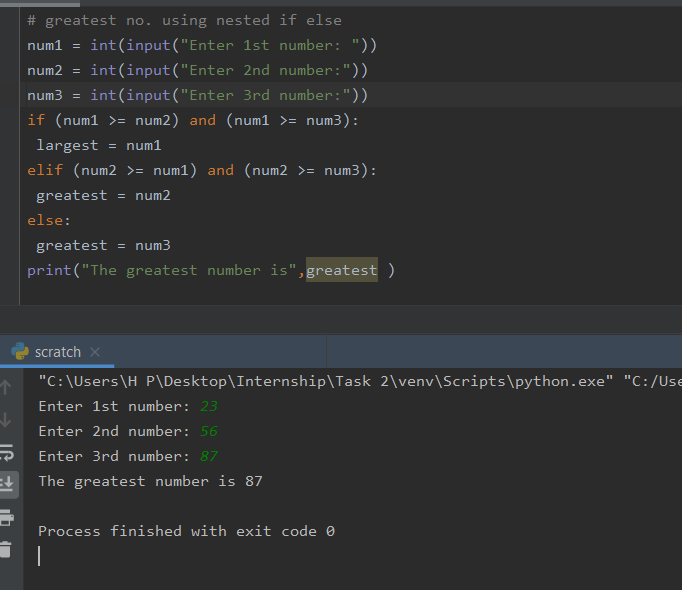 # greatest no. using nested if else
num1 = int(input("Enter 1st number: "))
num2 = int(input("Enter 2nd number:"))
num3 = int(input("Enter 3rd number:"))
if (num1 >= num2) and (num1 >= num3):
 largest = num1
elif (num2 >= num1) and (num2 >= num3):
 greatest = num2
else:
 greatest = num3
print("The greatest number is",greatest )
scratch
"C:\Users\H P\Desktop\Internship\Task 2\venv\Scripts\python.exe" "C:/Use
Enter 1st number: 23
Enter 2nd number: 56
Enter 3rd number: 87
The greatest number is 87
Process finished with exit code 0